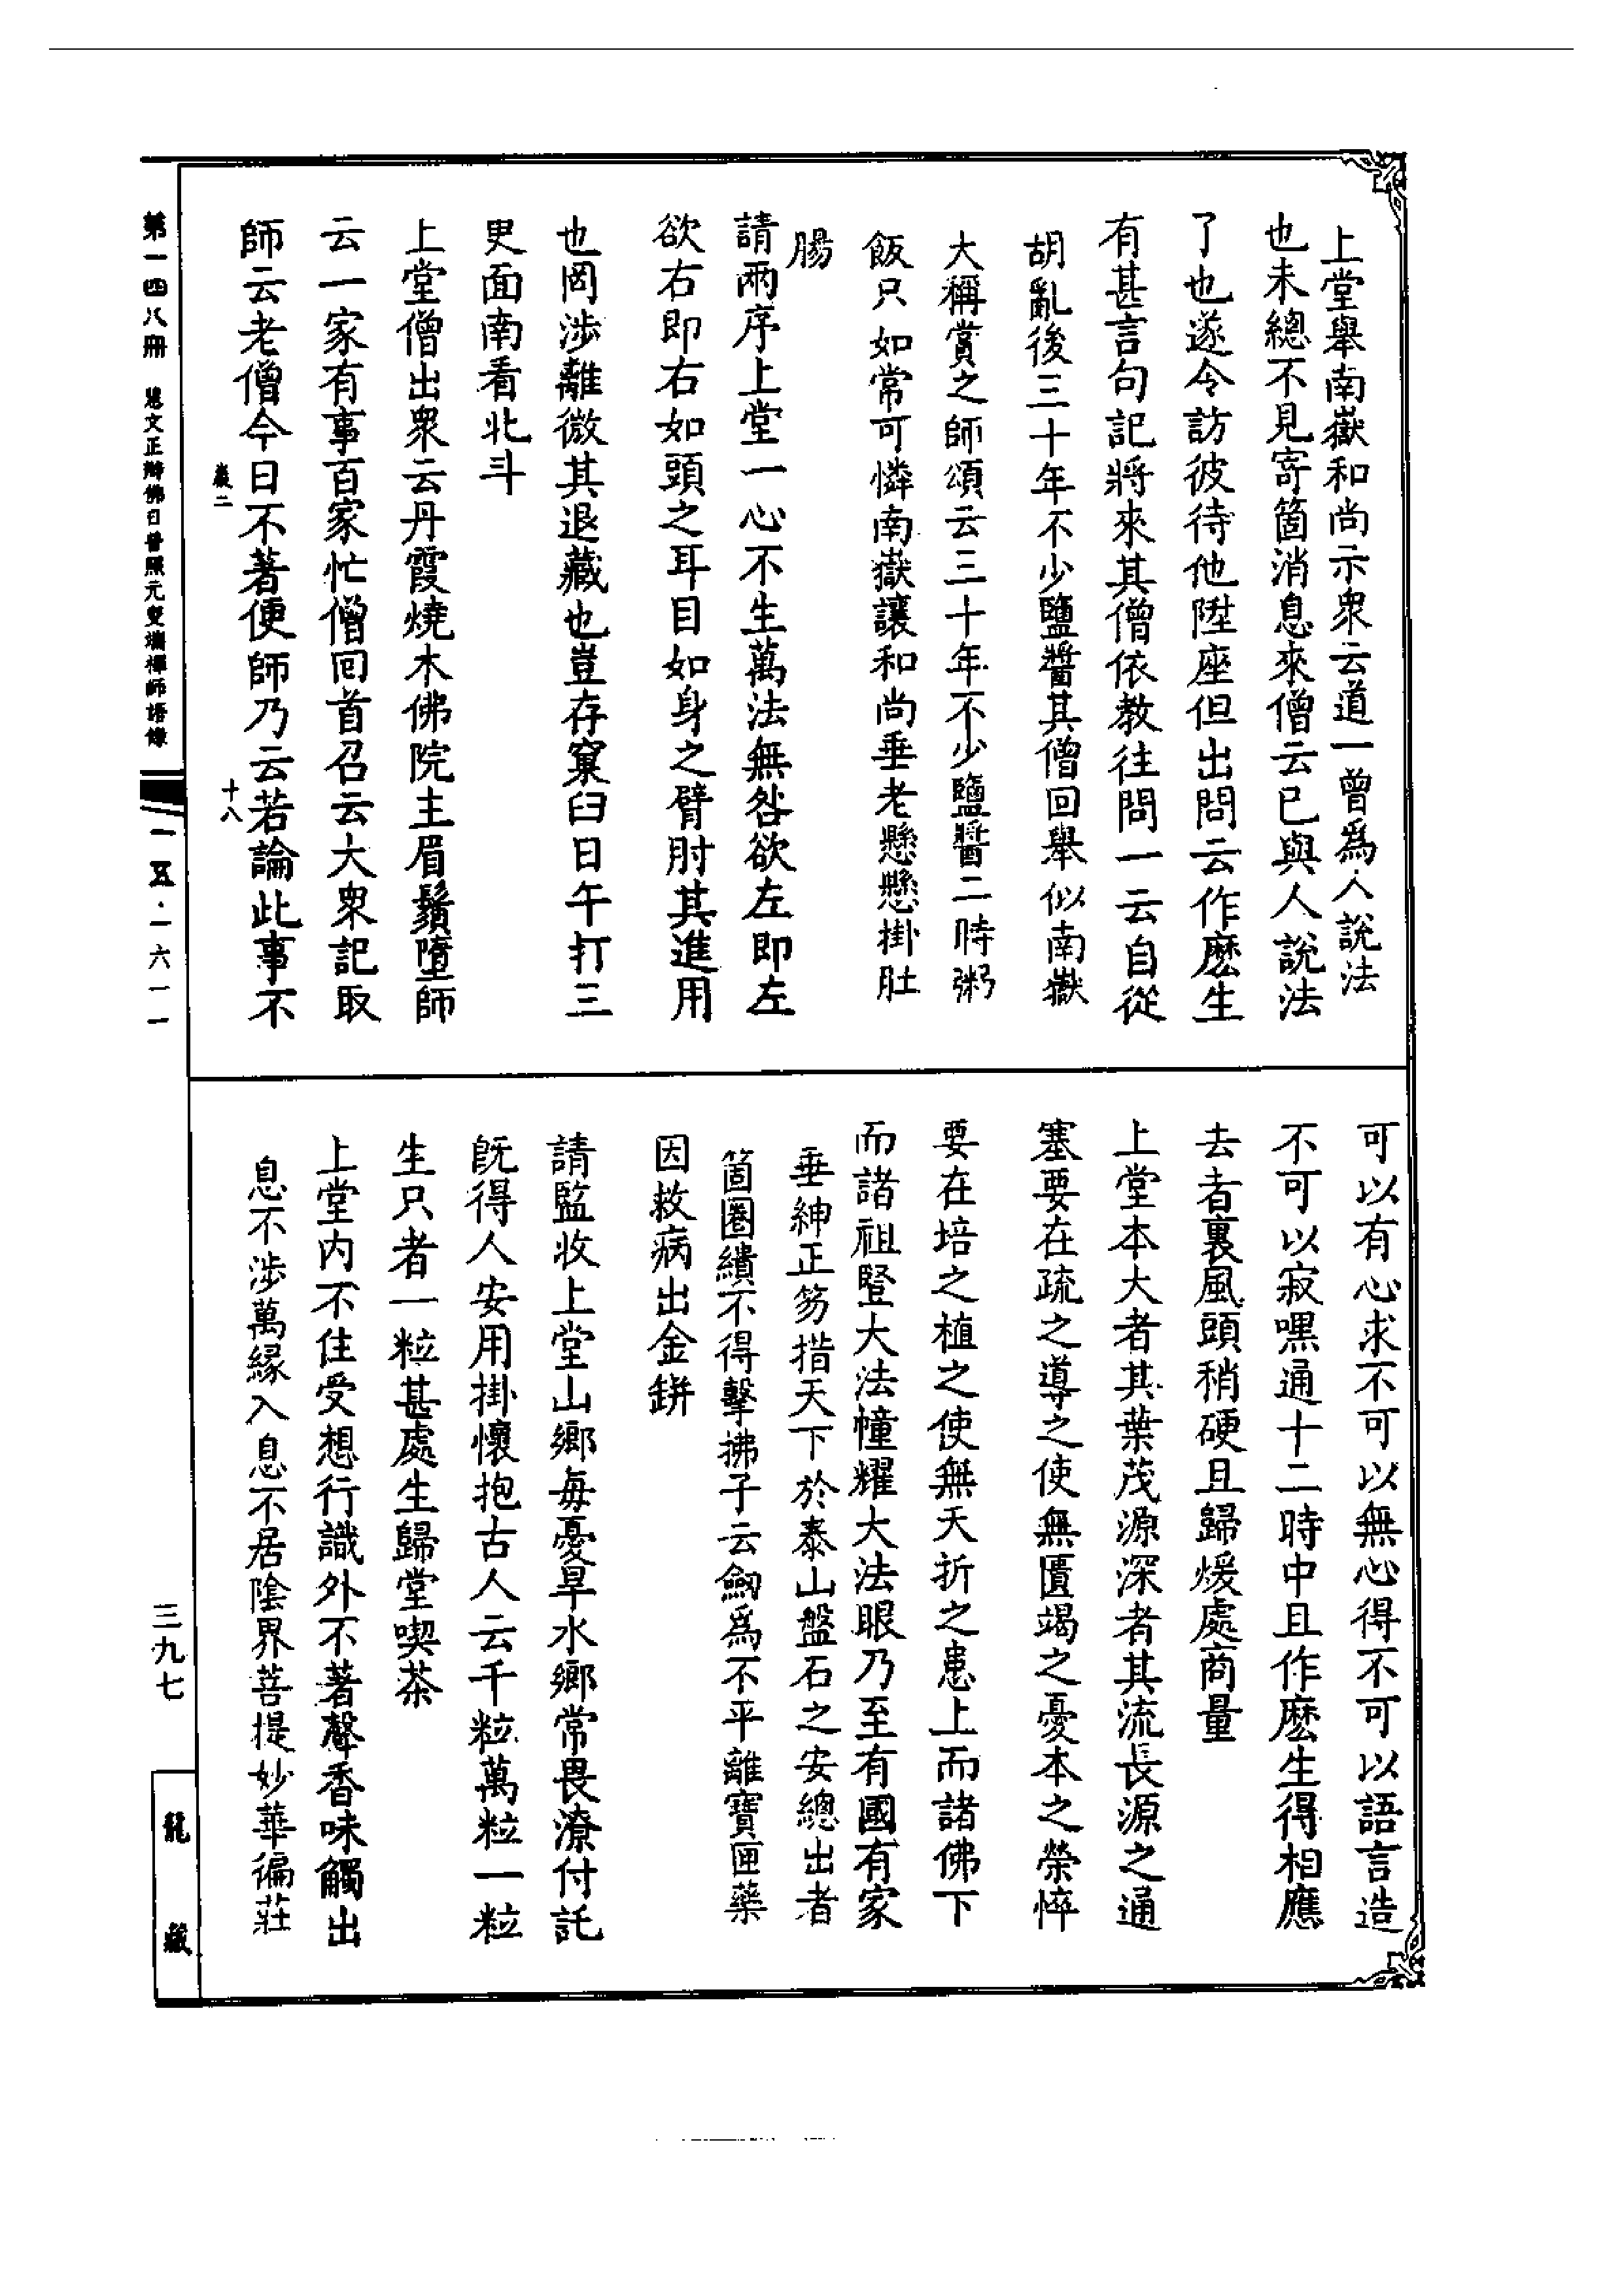 上堂舉南嶽和尚示衆云道一曾爲人說法
也未總不見寄箇消息來僧云已與人說法
了也遂令訪彼待他陞座但出問云作麽生
有甚言句記將來其僧依教往問一云自從
胡亂後三十年不少鹽醬其僧回舉似南嶽
大稱賞之師頌云三十年不少鹽醬二時粥
飯只如常可憐南嶽讓和尚垂老懸懸掛肚
腸
請兩序上堂一心不生萬法無咎欲左即左
欲右即右如頭之耳目如身之臂肘其進用
也罔涉離微其退藏也豈存窠臼日午打三
更面南看北斗
上堂僧出衆云丹霞燒木佛院主眉鬚墮師
云一家有事百家忙僧回首召云大衆記取
師云老僧今日不著便師乃云若論此事不
巖二
十八
可以有心求不可以無心得不可以語言造
不可以寂嘿通十二時中且作麽生得相應
去者裏風頭稍硬且歸煖處商量
上堂本大者其葉茂源深者其流長源之通
塞要在疏之導之使無匱竭之憂本之榮悴
要在培之植之使無夭折之患上而諸佛下
而諸祖豎大法幢耀大法眼乃至有國有家
垂紳正笏措天下於泰山盤石之安總出者
箇圈繢不得擊拂子云劒爲不平離寶匣藥
因救病出金缾
請監收上堂山鄉每憂旱水鄉常畏潦付託
旣得人安用掛懷抱古人云千粒萬粒一粒
生只者一粒甚處生歸堂喫茶
上堂內不住受想行識外不著聲香味觸出
息不涉萬緣入息不居陰界菩提妙華徧莊
第一四八冊
慧文正辯佛日普照元叟端禪師語錄
一五·一六一一
三九七
龍藏